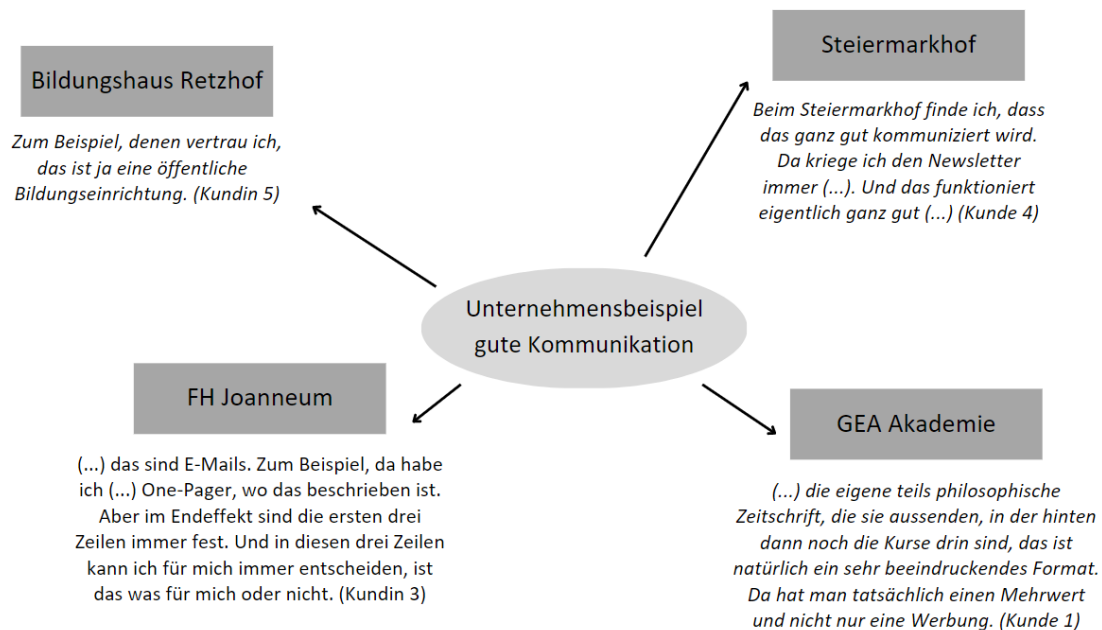 Bildungshaus Retzhof
Zum Beispiel, denen vertrau ich,
das ist ja eine öffentliche
Bildungseinrichtung. (Kundin 5)
Steiermarkhof
Beim Steiermarkhof finde ich, dass
das ganz gut kommuniziert wird.
Da kriege ich den Newsletter
immer (...). Und das funktioniert
eigentlich ganz gut (...) (Kunde 4)
Unternehmensbeispiel
gute Kommunikation
FH Joanneum
(...) das sind E-Mails. Zum Beispiel, da habe
ich (...) One-Pager, wo das beschrieben ist.
Aber im Endeffekt sind die ersten drei
Zeilen immer fest. Und in diesen drei Zeilen
kann ich für mich immer entscheiden, ist
das was für mich oder nicht. (Kundin 3)
GEA Akademie
(...) die eigene teils philosophische
Zeitschrift, die sie aussenden, in der hinten
dann noch die Kurse drin sind, das ist
natürlich ein sehr beeindruckendes Format.
Da hat man tatsächlich einen Mehrwert
und nicht nur eine Werbung. (Kunde 1)